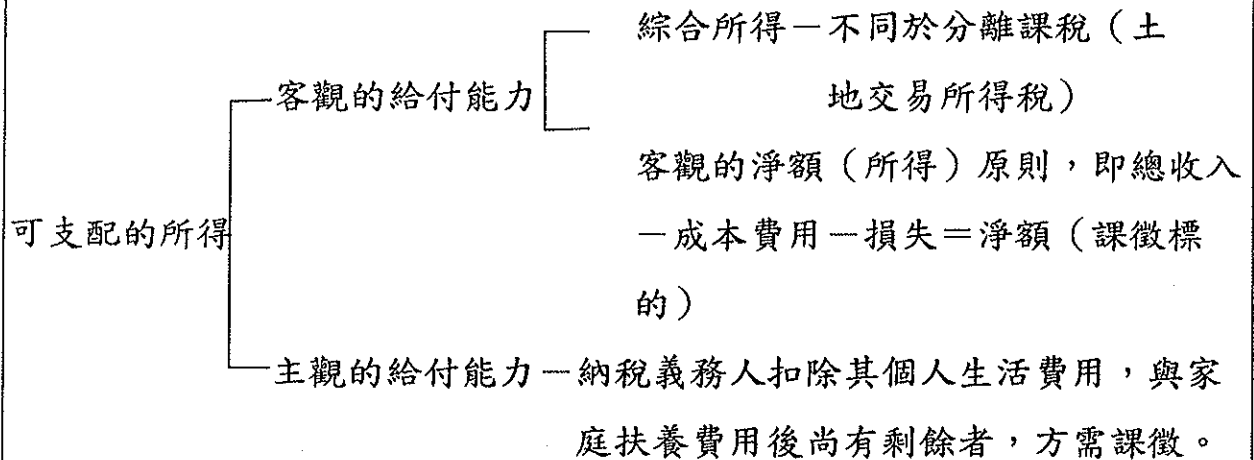 綜合所得－不同於分離課稅（土
地交易所得稅）
客觀的給付能力
客觀的淨額（所得）原則，即總收入
－成本費用－損失＝淨額（課徵標
的）
可支配的所得
主觀的給付能力－納稅義務人扣除其個人生活費用，與家
庭扶養費用後尚有剩餘者，方需課徵。